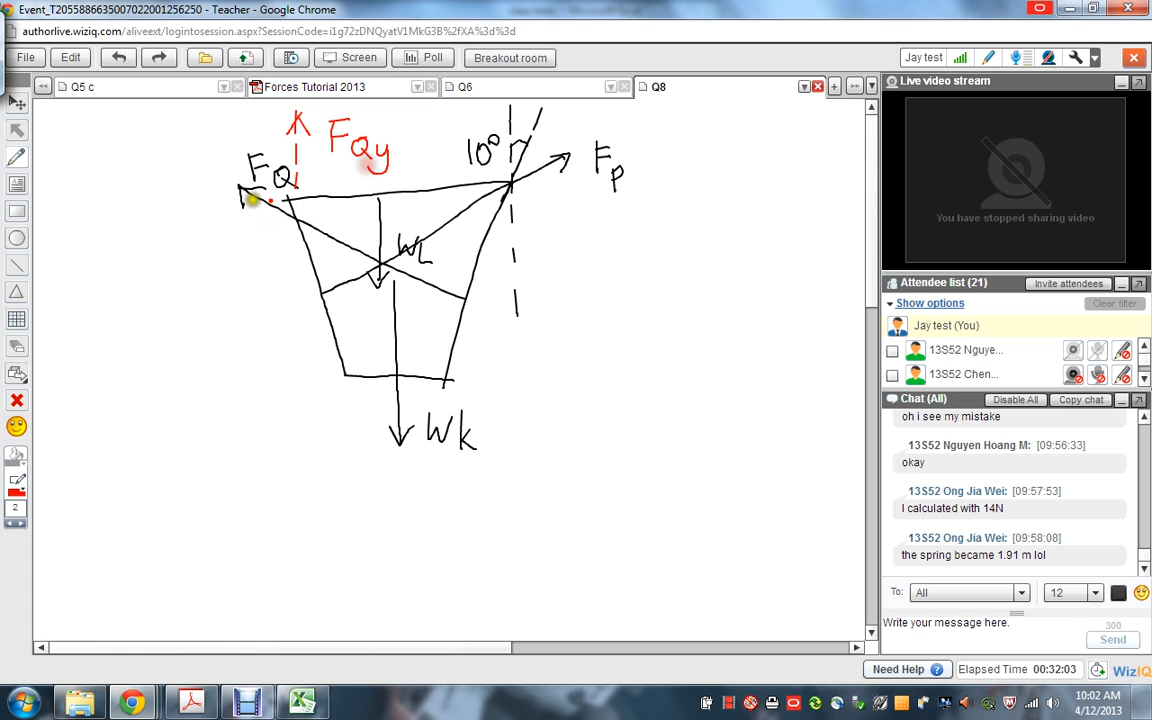 Event_T20558866350070220012562​50 - Teacher - Google Chrome
authorlive.wiziq.com/aliveext/logintosession.aspx?SessionCode=i1g72zDNQyatV1MkG3B%2fXA%3d%3d
File Edit Screen Poll Breakout room Jay test
Q5 c Forces Tutorial 2013 Q6 Q8
FQy
10°
FQ
Fp
WL
Wk
2
Live video stream
You have stopped sharing video
Attendee list (21) Invite attendees
Show options Clear filter
Jay test (You)
13S52 Nguye...
13S52 Chen...
Chat (All) Disable All Copy chat
oh i see my mistake
13S52 Nguyen Hoang M: [09:56:33]
okay
13S52 Ong Jia Wei: [09:57:53]
I calculated with 14N
13S52 Ong Jia Wei: [09:58:08]
the spring became 1.91 m lol
To: All 12
Write your message here.
300
Send
Need Help Elapsed Time 00:32:03 WizIQ
10:02 AM
4/12/2013